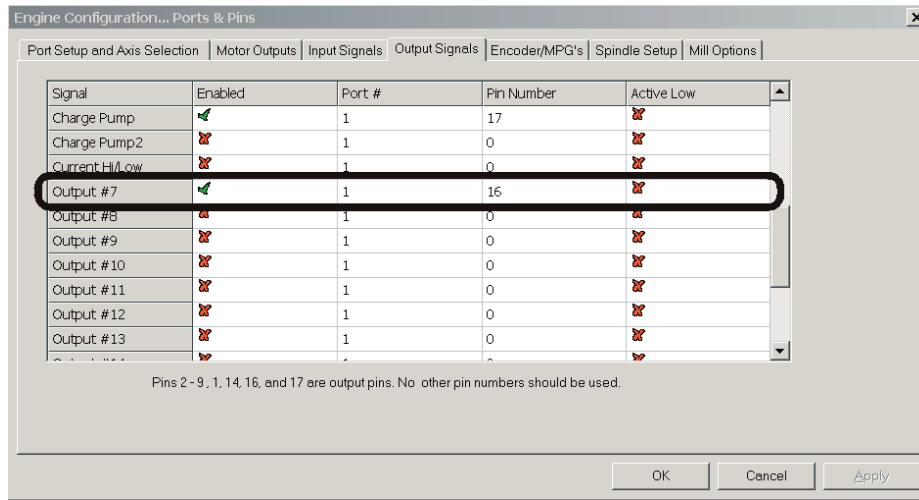 Engine Configuration... Ports & Pins
Port Setup and Axis Selection Motor Outputs Input Signals Output Signals Encoder/MPG's Spindle Setup Mill Options
Signal Enabled Port # Pin Number Active Low
Charge Pump 1 17
Charge Pump2 1 0
Current Hi/Low 1 0
Output #7 1 16
Output #8 1 0
Output #9 1 0
Output #10 1 0
Output #11 1 0
Output #12 1 0
Output #13 1 0
Pins 2 - 9 , 1, 14, 16, and 17 are output pins. No other pin numbers should be used.
OK Cancel Apply